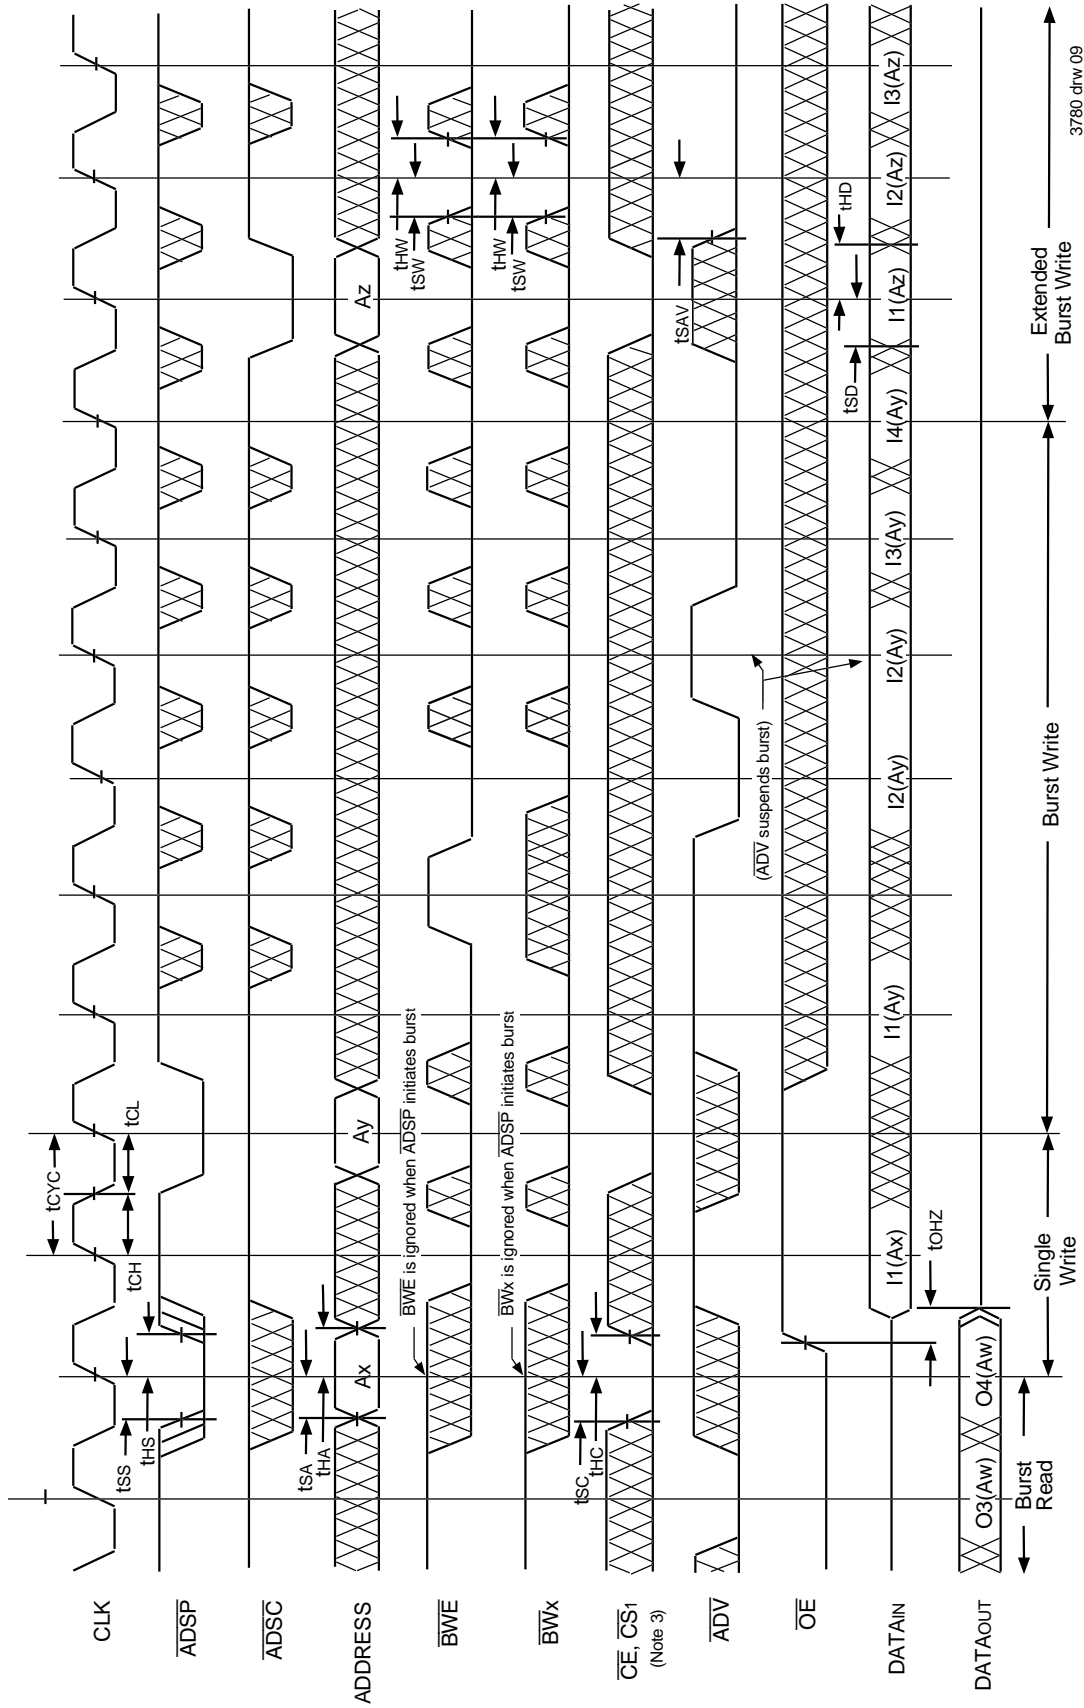 CLK
tCYC
tCH
tCL
ADSP
tSS
tHS
ADSC
ADDRESS
tSA
tHA
Ax
Ay
Az
BWE
BWE is ignored when ADSP initiates burst
tHW
tSW
BWx
BWx is ignored when ADSP initiates burst
tHW
tSW
CE, CS1
(Note 3)
tSC
tHC
ADV
tSAV
(ADV suspends burst)
OE
tHD
DATAIN
tSD
I1(Ax)
I1(Ay)
I2(Ay)
I2(Ay)
I3(Ay)
I4(Ay)
I1(Az)
I2(Az)
I3(Az)
tOHZ
DATAOUT
O3(Aw)
O4(Aw)
Burst
Read
Single
Write
Burst Write
Extended
Burst Write
3780 drw 09